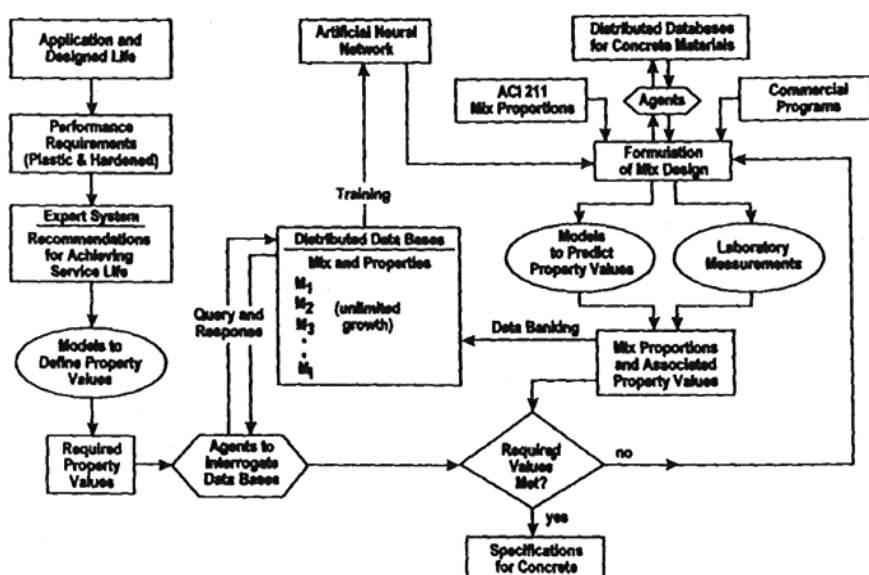 Application and
Designed Life
Performance
Requirements
(Plastic & Hardened)
Expert System
Recommendations
for Achieving
Service Life
Models to
Define Property
Values
Required
Property
Values
Agents to
Interrogate
Data Bases
Query and
Response
Artificial Neural
Network
Training
Distributed Data Bases
Mix and Properties
M1
M2
M3
.
.
Mi
(unlimited
growth)
Data Banking
Distributed Databases
for Concrete Materials
ACI 211
Mix Proportions
Agents
Commercial
Programs
Formulation
of Mix Design
Models
to Predict
Property Values
Laboratory
Measurements
Mix Proportions
and Associated
Property Values
Required
Values
Met?
no
yes
Specifications
for Concrete